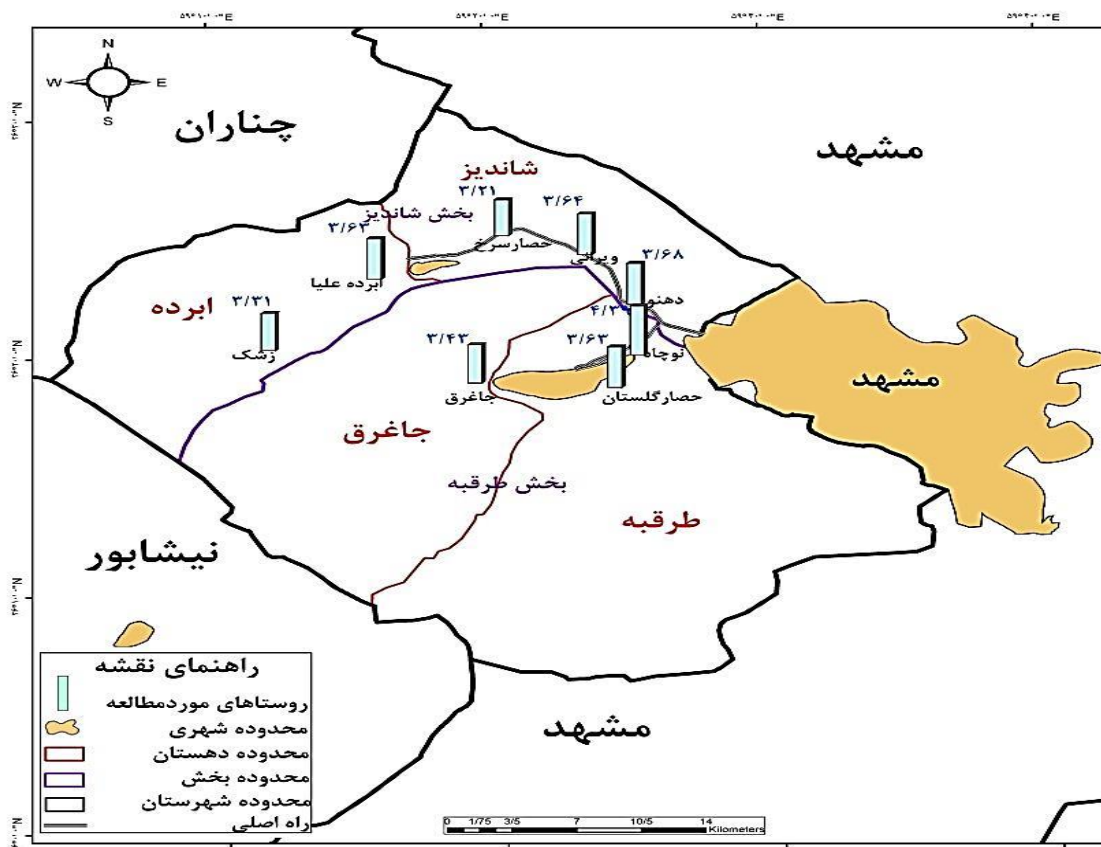 N
W E
S
چناران
مشهد
شاندیز
۳/۲۱
۳/۶۴
بخش شاندیز
حصارسرخ
ویرانی
۳/۶۸
ابرده علیا
دهنو
ابرده
۳/۳۱
زشک
۳/۴۳
۳/۶۳
نوچاه
جاغرق
حصارگلستان
مشهد
جاغرق
بخش طرقبه
طرقبه
نیشابور
مشهد
راهنمای نقشه
روستاهای موردمطالعه
محدوده شهری
محدوده دهستان
محدوده بخش
محدوده شهرستان
راه اصلی
0 1/75 3/5 7 10/5 14
Kilometers